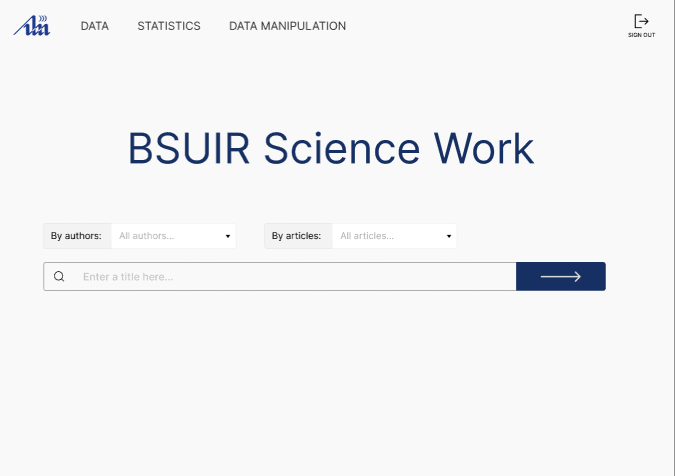 DATA STATISTICS DATA MANIPULATION
SIGN OUT
BSUIR Science Work
By authors: All authors... By articles: All articles...
Enter a title here...